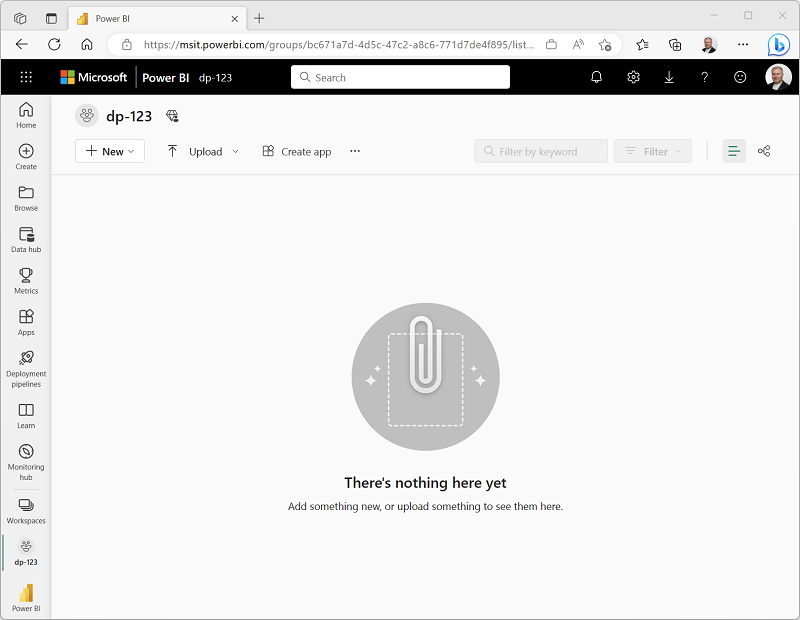 Power BI
https://msit.powerbi.com/groups/bc671a7d-4d5c-47c2-a8c6-771d7de4f895/list...
Microsoft Power BI dp-123 Search
dp-123
New Upload Create app Filter by keyword Filter
Home
Create
Browse
Data hub
Metrics
Apps
Deployment
pipelines
Learn
Monitoring
hub
Workspaces
dp-123
Power BI
There's nothing here yet
Add something new, or upload something to see them here.